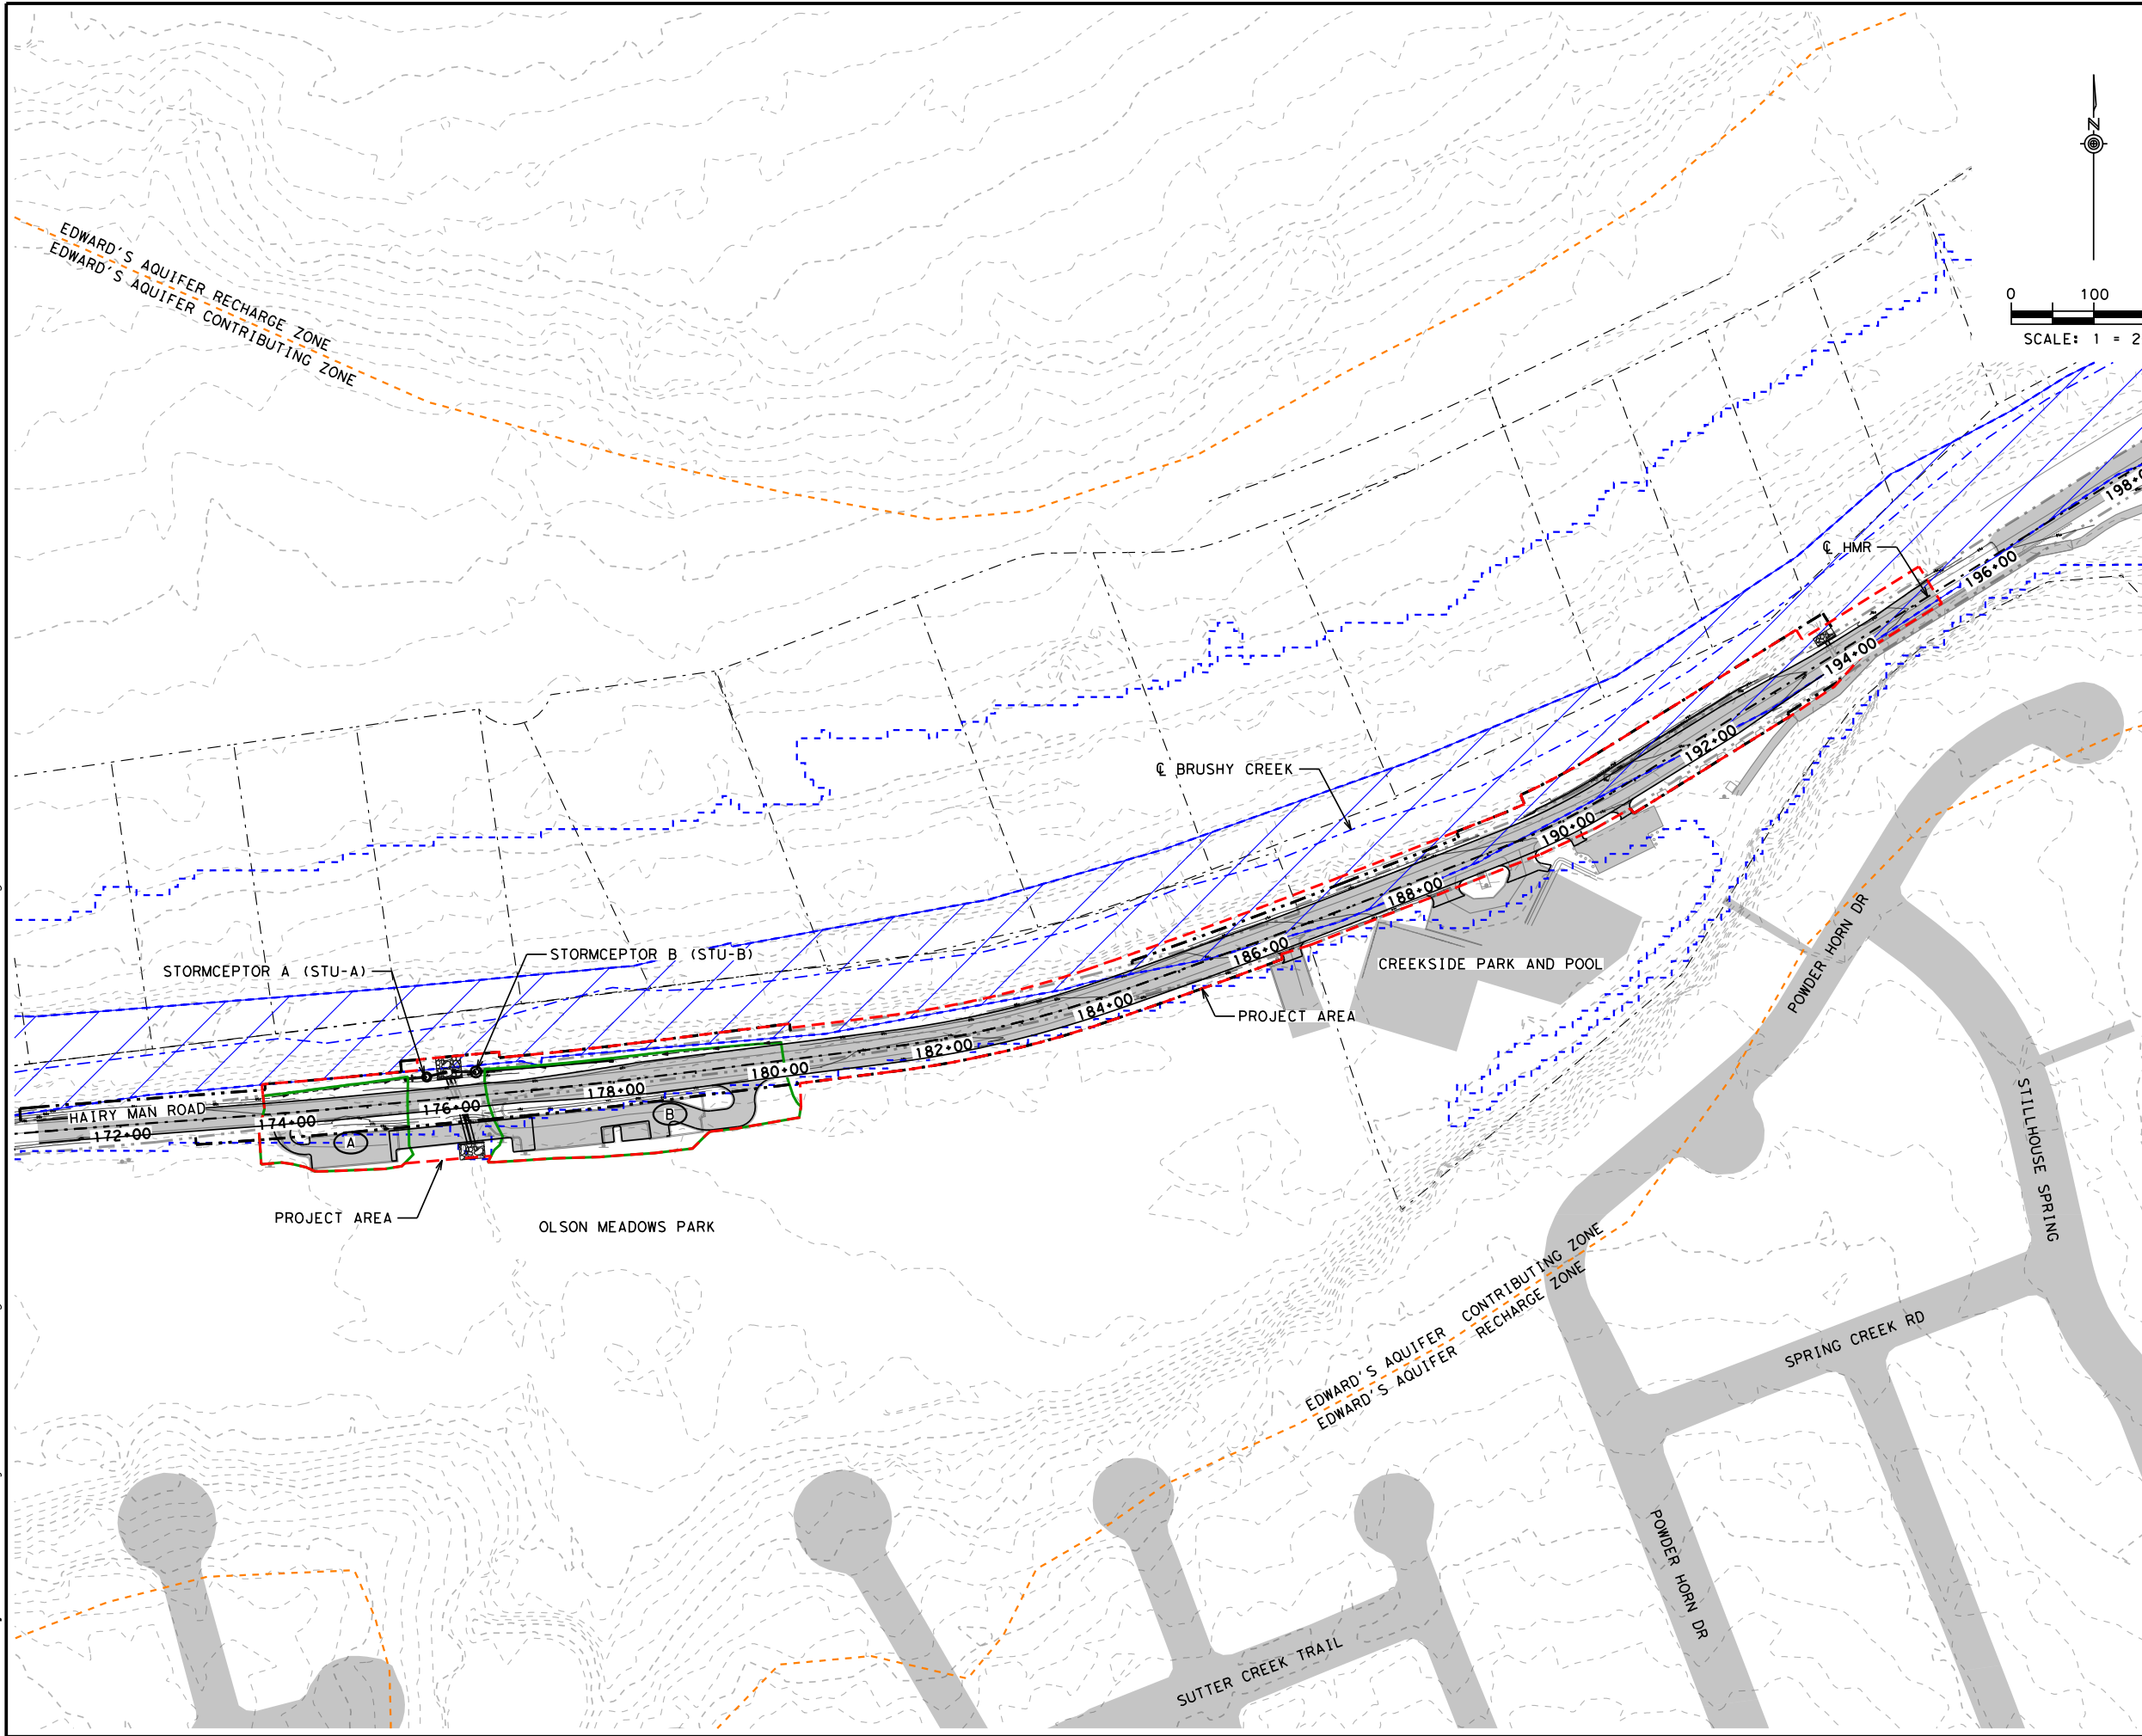 N
0 100
SCALE: 1 = 2
EDWARD'S AQUIFER RECHARGE ZONE
EDWARD'S AQUIFER CONTRIBUTING ZONE
198+0
℄ HMR
196+00
194+00
192+00
℄ BRUSHY CREEK
190+00
188+00
POWDER HORN DR
STORMCEPTOR B (STU-B)
186+00
CREEKSIDE PARK AND POOL
STORMCEPTOR A (STU-A)
184+00
PROJECT AREA
182+00
180+00
178+00
176+00
HAIRY MAN ROAD
174+00
172+00
A
B
STILLHOUSE SPRING
PROJECT AREA
OLSON MEADOWS PARK
EDWARD'S AQUIFER CONTRIBUTING ZONE
EDWARD'S AQUIFER RECHARGE ZONE
SPRING CREEK RD
POWDER HORN DR
SUTTER CREEK TRAIL